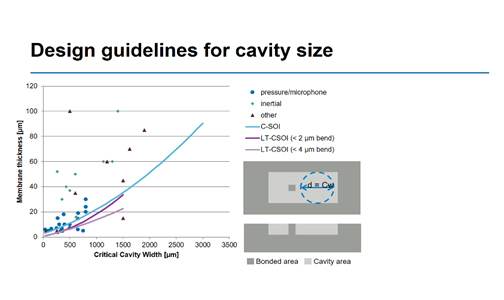 Design guidelines for cavity size
120
100
80
60
40
20
0
Membrane thickness [µm]
0 500 1000 1500 2000 2500 3000 3500
Critical Cavity Width [µm]
pressure/microphone
inertial
other
C-SOI
LT-CSOI (< 2 µm bend)
LT-CSOI (< 4 µm bend)
d = Cw
Bonded area Cavity area